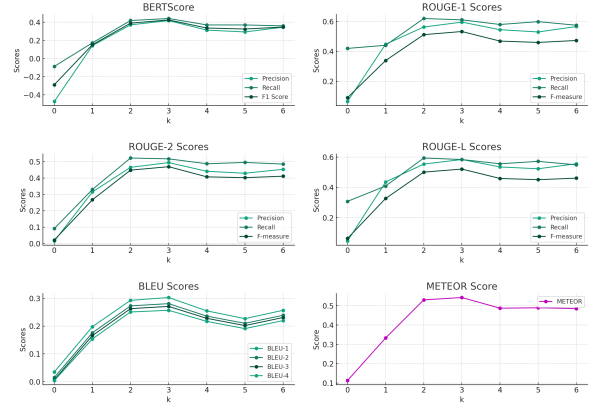 BERTScore
0.4
0.2
0.0
−0.2
−0.4
Scores
0 1 2 3 4 5 6
k
Precision
Recall
F1 Score
ROUGE-1 Scores
0.6
0.4
0.2
Scores
0 1 2 3 4 5 6
k
Precision
Recall
F-measure
ROUGE-2 Scores
0.5
0.4
0.3
0.2
0.1
0.0
Scores
0 1 2 3 4 5 6
k
Precision
Recall
F-measure
ROUGE-L Scores
0.6
0.4
0.2
Scores
0 1 2 3 4 5 6
k
Precision
Recall
F-measure
BLEU Scores
0.3
0.2
0.1
0.0
Scores
0 1 2 3 4 5 6
k
BLEU-1
BLEU-2
BLEU-3
BLEU-4
METEOR Score
0.5
0.4
0.3
0.2
0.1
Score
0 1 2 3 4 5 6
k
METEOR